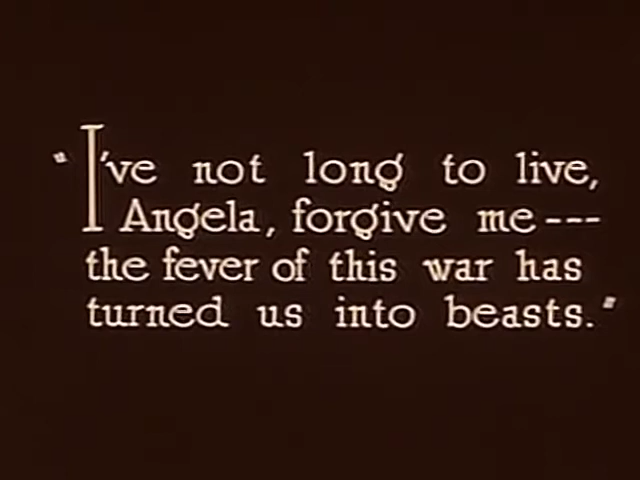 "I've not long to live,
Angela, forgive me---
the fever of this war has
turned us into beasts."